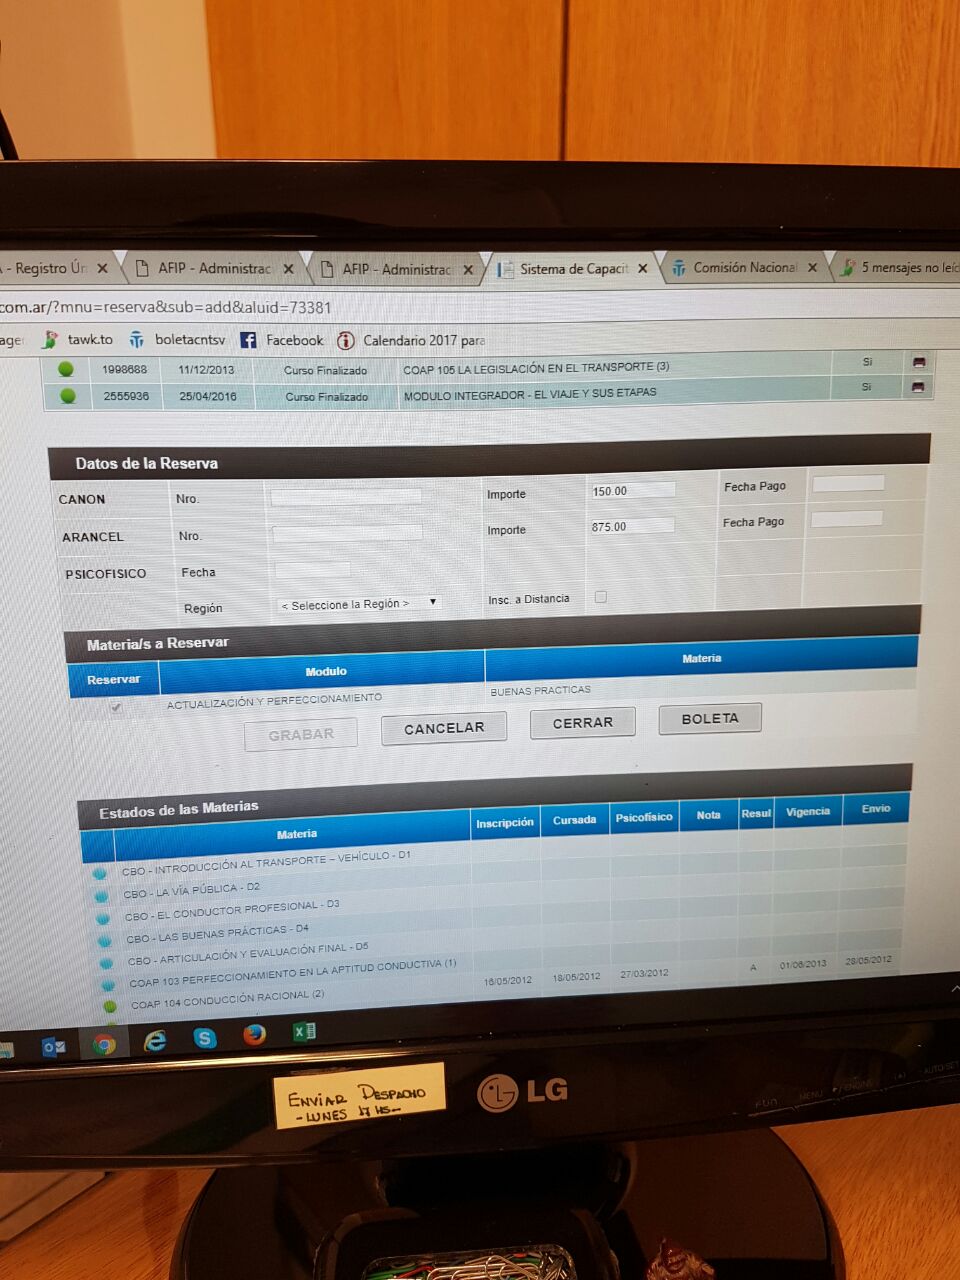 - Registro Ún
AFIP - Administrac
AFIP - Administrac
Sistema de Capacit
Comisión Nacional
5 mensajes no leíd
com.ar/?mnu=reserva&sub=add&aluid=73381
tawk.to
boletacntsv
Facebook
Calendario 2017 para
1998688 11/12/2013 Curso Finalizado COAP 105 LA LEGISLACIÓN EN EL TRANSPORTE (3) Si
2555936 25/04/2016 Curso Finalizado MODULO INTEGRADOR - EL VIAJE Y SUS ETAPAS Si
Datos de la Reserva
CANON Nro. Importe 150.00 Fecha Pago
ARANCEL Nro. Importe 875.00 Fecha Pago
PSICOFISICO Fecha
Región < Seleccione la Región > Insc. a Distancia
Materia/s a Reservar
Reservar Modulo Materia
ACTUALIZACIÓN Y PERFECCIONAMIENTO BUENAS PRACTICAS
GRABAR CANCELAR CERRAR BOLETA
Estados de las Materias
Materia Inscripción Cursada Psicofísico Nota Resul Vigencia Envio
CBO - INTRODUCCIÓN AL TRANSPORTE – VEHÍCULO - D1
CBO - LA VÍA PÚBLICA - D2
CBO - EL CONDUCTOR PROFESIONAL - D3
CBO - LAS BUENAS PRÁCTICAS - D4
CBO - ARTICULACIÓN Y EVALUACIÓN FINAL - D5
COAP 103 PERFECCIONAMIENTO EN LA APTITUD CONDUCTIVA (1)
COAP 104 CONDUCCIÓN RACIONAL (2) 16/05/2012 18/05/2012 27/03/2012 A 01/06/2013 28/05/2012
ENVIAR DESPACHO
- LUNES 17 HS -
LG
FUN
MENU
AUTO/SE